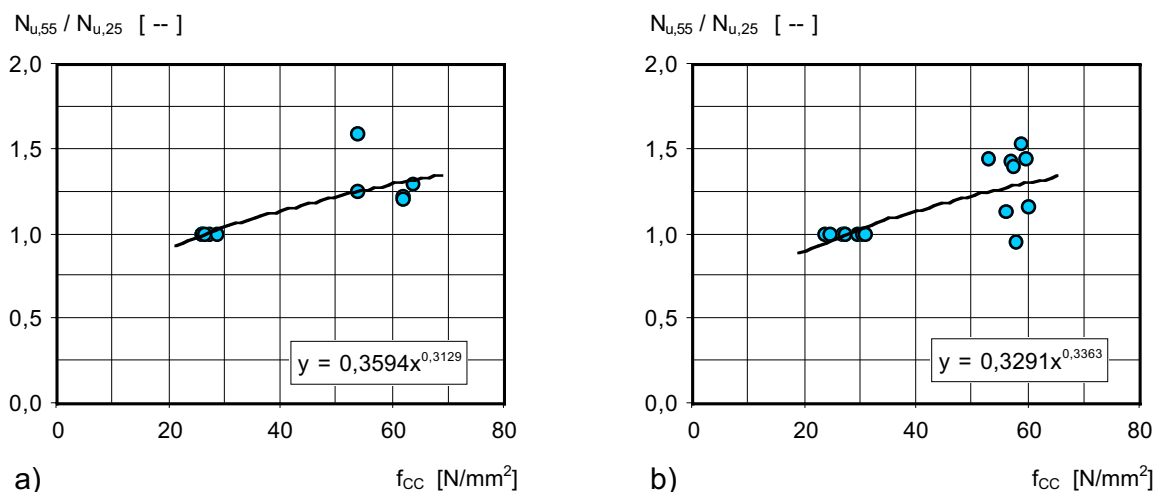 N_u,55 / N_u,25 [ -- ]
2,0
1,5
1,0
0,5
0,0
y = 0,3594x^0,3129
0 20 40 60 80
a) f_CC [N/mm²]
N_u,55 / N_u,25 [ -- ]
2,0
1,5
1,0
0,5
0,0
y = 0,3291x^0,3363
0 20 40 60 80
b) f_CC [N/mm²]